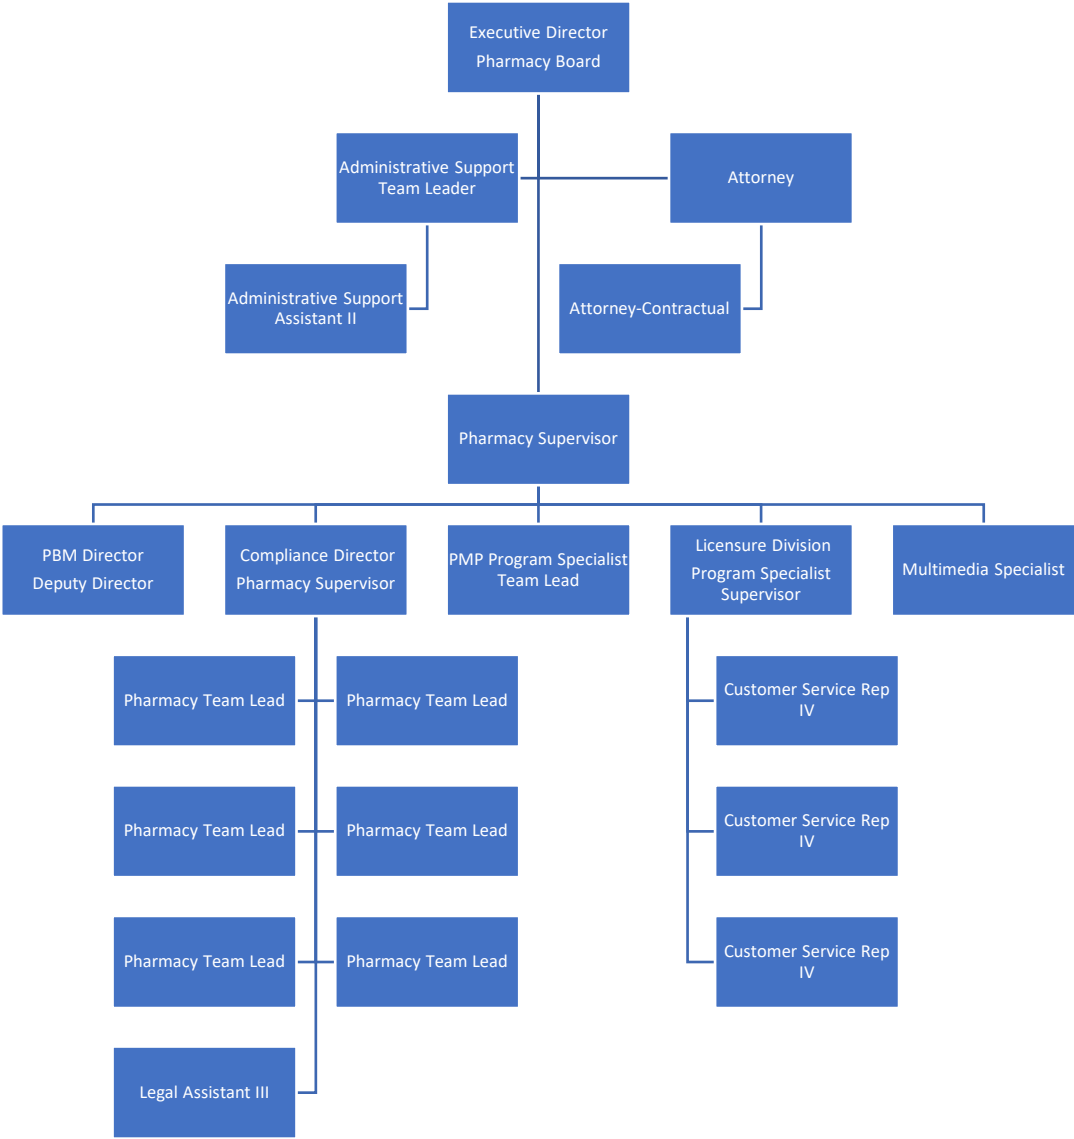 Executive Director
Pharmacy Board
Administrative Support
Team Leader
Attorney
Administrative Support
Assistant II
Attorney-Contractual
Pharmacy Supervisor
PBM Director
Deputy Director
Compliance Director
Pharmacy Supervisor
PMP Program Specialist
Team Lead
Licensure Division
Program Specialist
Supervisor
Multimedia Specialist
Pharmacy Team Lead
Pharmacy Team Lead
Customer Service Rep
IV
Pharmacy Team Lead
Pharmacy Team Lead
Customer Service Rep
IV
Pharmacy Team Lead
Pharmacy Team Lead
Customer Service Rep
IV
Legal Assistant III